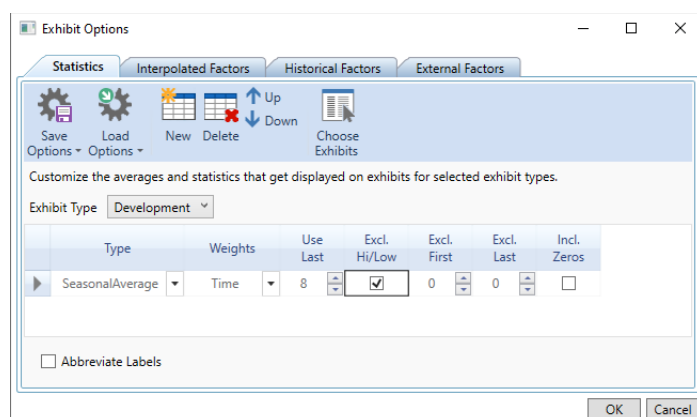 Exhibit Options
Statistics Interpolated Factors Historical Factors External Factors
Save Options Load Options New Delete Up Down Choose Exhibits
Customize the averages and statistics that get displayed on exhibits for selected exhibit types.
Exhibit Type Development
Type Weights Use Last Excl. Hi/Low Excl. First Excl. Last Incl. Zeros
SeasonalAverage Time 8 0 0
Abbreviate Labels
OK Cancel